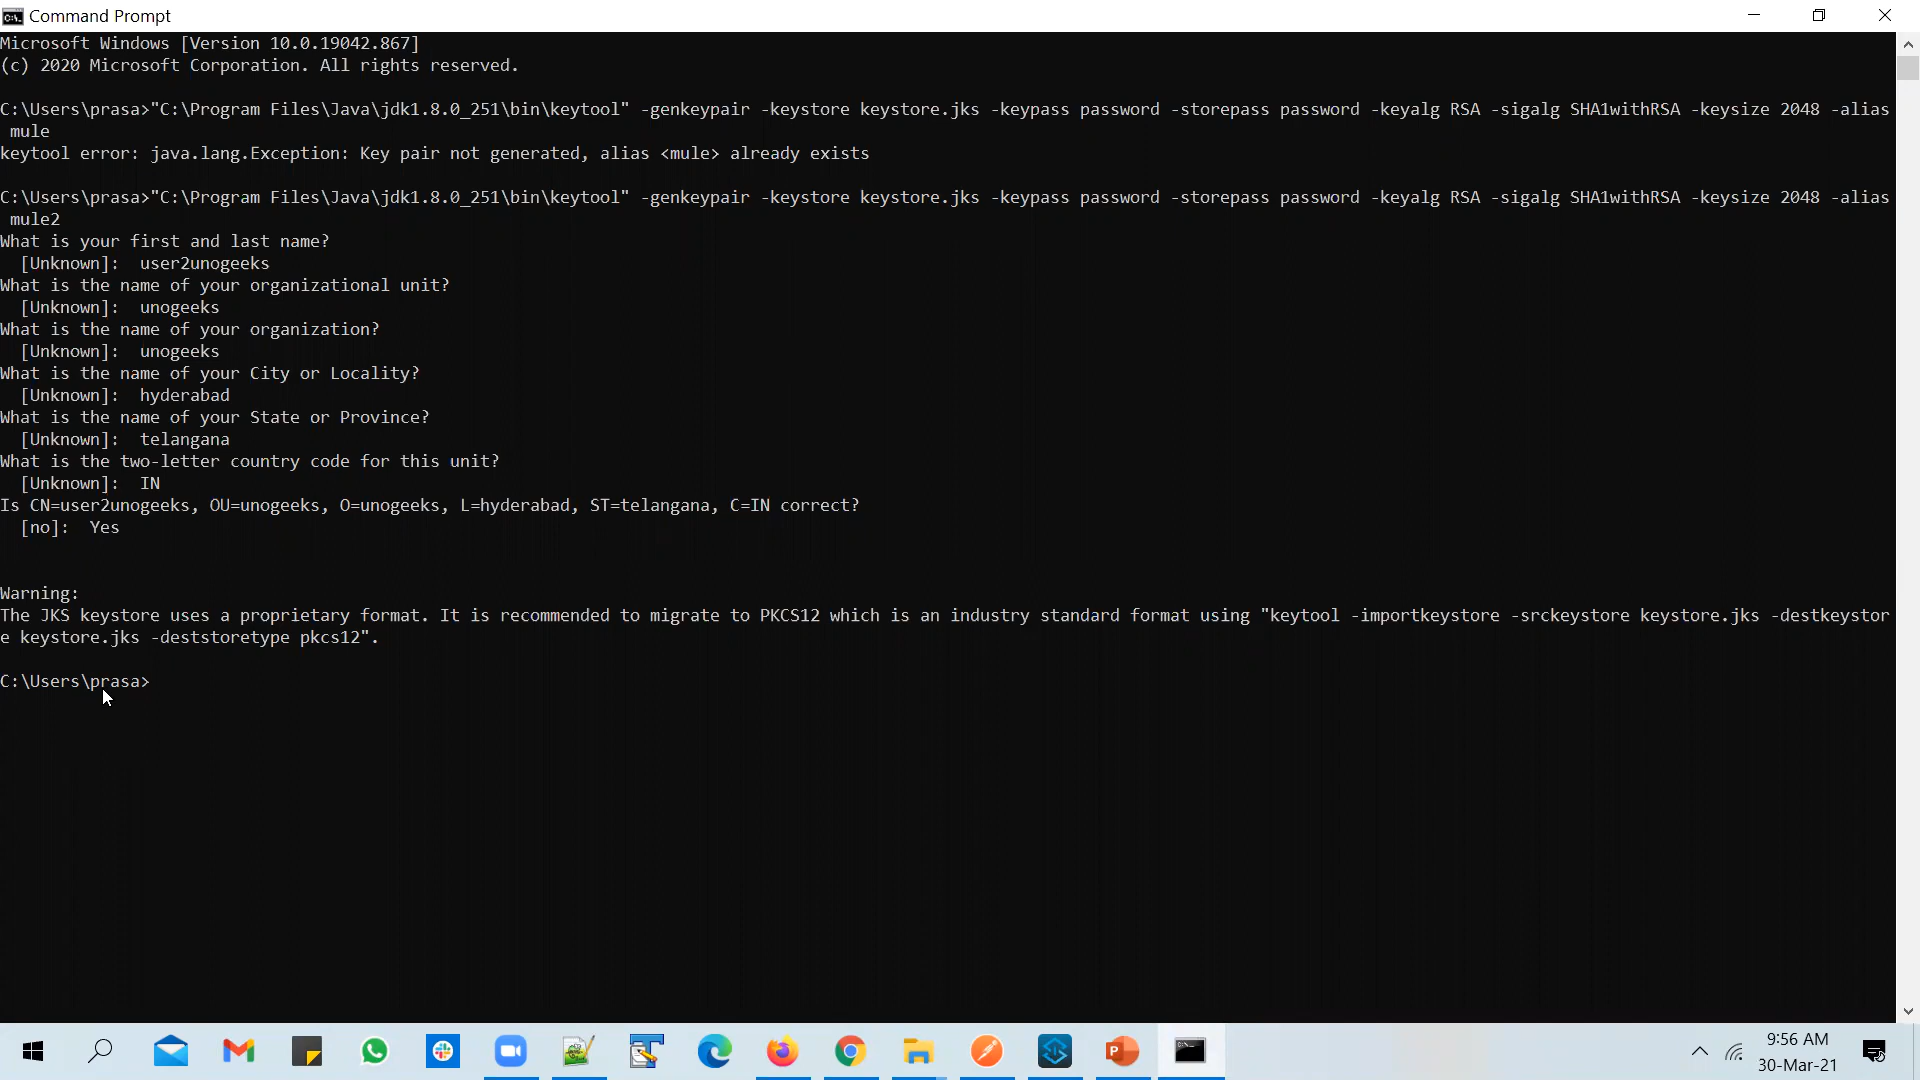 Command Prompt
Microsoft Windows [Version 10.0.19042.867]
(c) 2020 Microsoft Corporation. All rights reserved.
C:\Users\prasa>"C:\Program Files\Java\jdk1.8.0_251\bin\keytool" -genkeypair -keystore keystore.jks -keypass password -storepass password -keyalg RSA -sigalg SHA1withRSA -keysize 2048 -alias
mule
keytool error: java.lang.Exception: Key pair not generated, alias <mule> already exists
C:\Users\prasa>"C:\Program Files\Java\jdk1.8.0_251\bin\keytool" -genkeypair -keystore keystore.jks -keypass password -storepass password -keyalg RSA -sigalg SHA1withRSA -keysize 2048 -alias
mule2
What is your first and last name?
[Unknown]:  user2unogeeks
What is the name of your organizational unit?
[Unknown]:  unogeeks
What is the name of your organization?
[Unknown]:  unogeeks
What is the name of your City or Locality?
[Unknown]:  hyderabad
What is the name of your State or Province?
[Unknown]:  telangana
What is the two-letter country code for this unit?
[Unknown]:  IN
Is CN=user2unogeeks, OU=unogeeks, O=unogeeks, L=hyderabad, ST=telangana, C=IN correct?
[no]:  Yes
Warning:
The JKS keystore uses a proprietary format. It is recommended to migrate to PKCS12 which is an industry standard format using "keytool -importkeystore -srckeystore keystore.jks -destkeystor
e keystore.jks -deststoretype pkcs12".
C:\Users\prasa>
9:56 AM
30-Mar-21